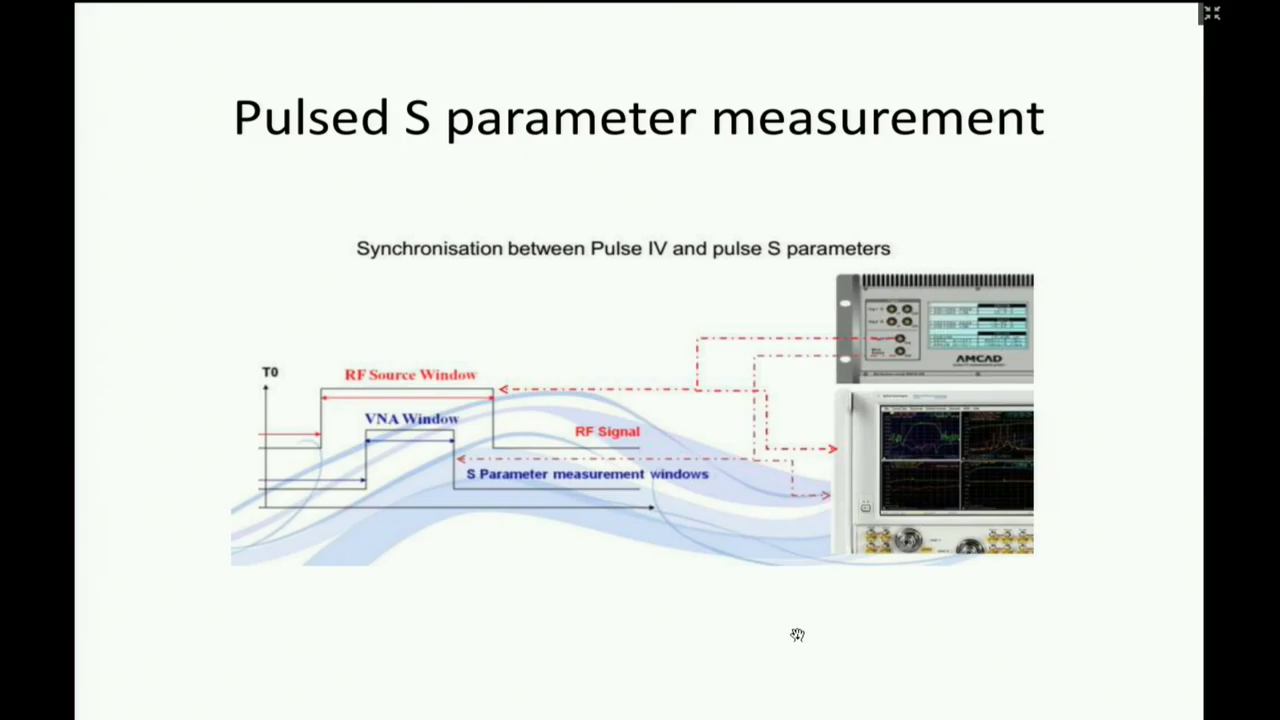 Pulsed S parameter measurement
Synchronisation between Pulse IV and pulse S parameters
AMCAD
T0
RF Source Window
VNA Window
RF Signal
S Parameter measurement windows